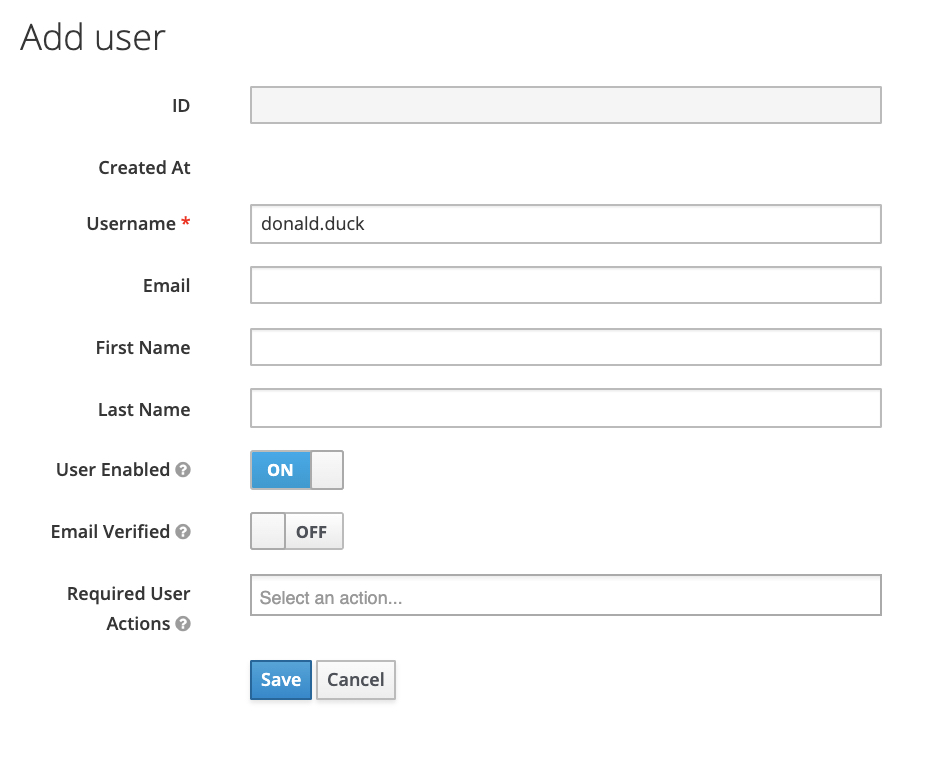 Add user
ID
Created At
Username *
donald.duck
Email
First Name
Last Name
User Enabled ?
ON
Email Verified ?
OFF
Required User
Actions ?
Select an action...
Save
Cancel